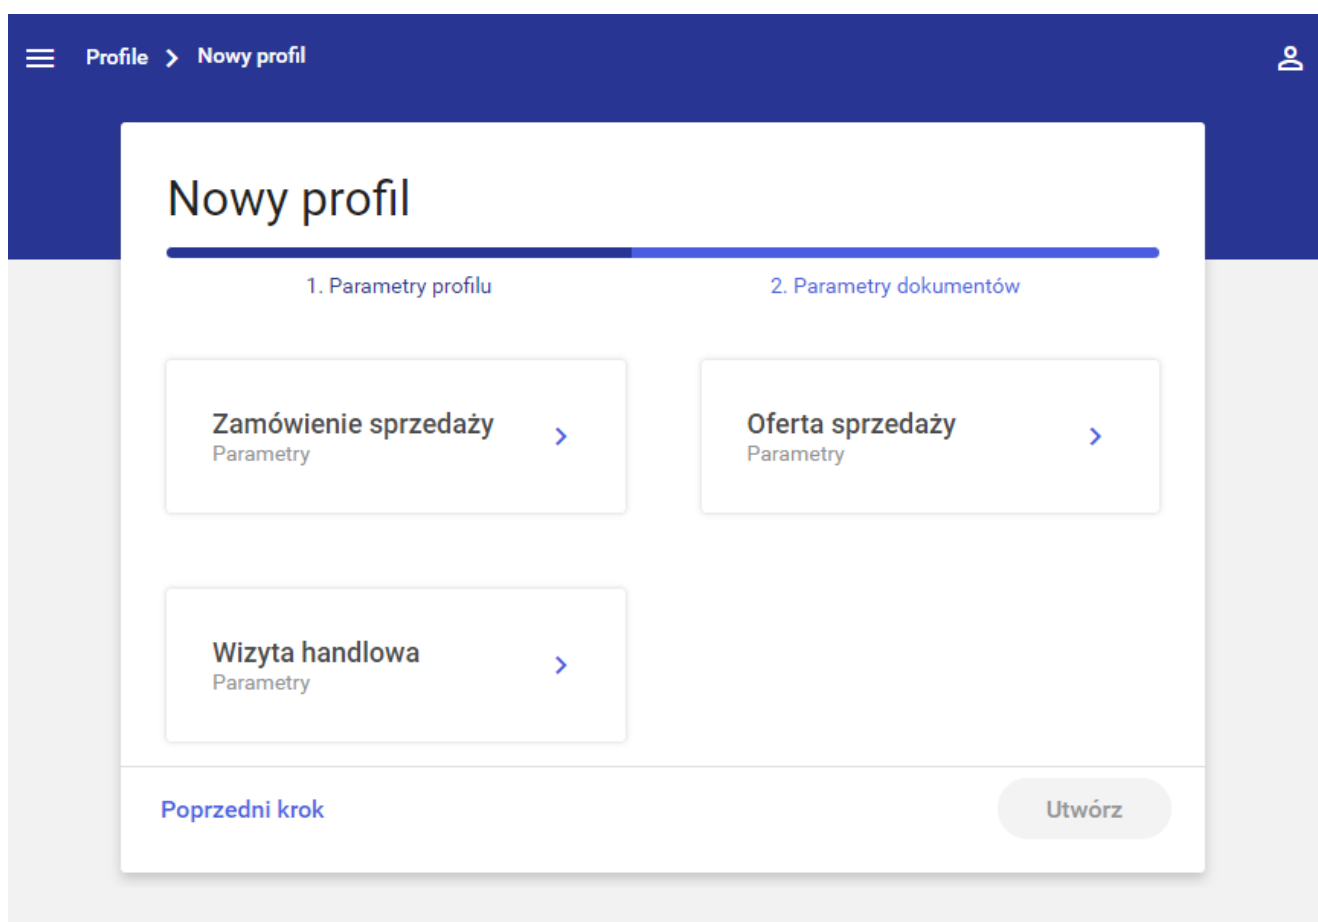 Profile > Nowy profil
Nowy profil
1. Parametry profilu
2. Parametry dokumentów
Zamówienie sprzedaży
Parametry
Oferta sprzedaży
Parametry
Wizyta handlowa
Parametry
Poprzedni krok
Utwórz